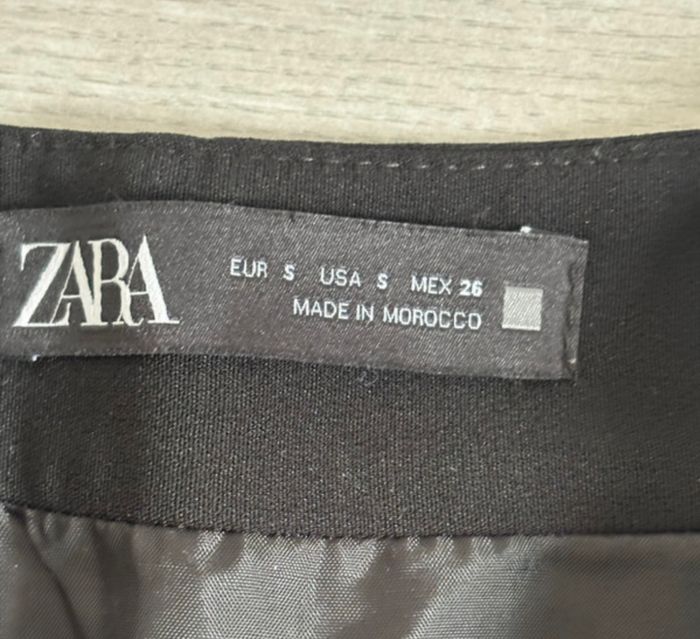 ZARA
EUR S USA S MEX 26
MADE IN MOROCCO